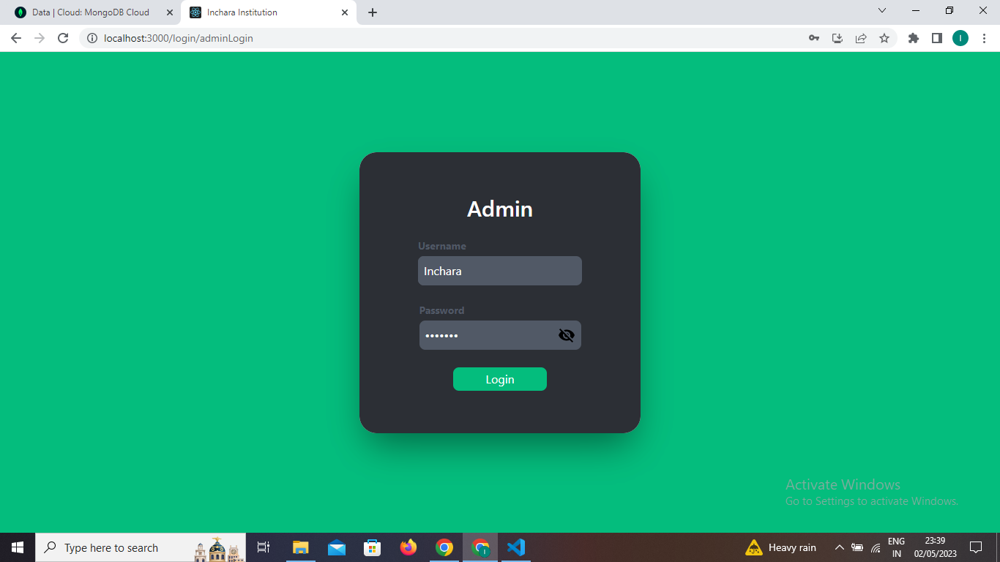 Data | Cloud: MongoDB Cloud
Inchara Institution
localhost:3000/login/adminLogin
I
Admin
Username
Inchara
Password
•••••••
Login
Activate Windows
Go to Settings to activate Windows.
Type here to search
I
Heavy rain
ENG
IN
23:39
02/05/2023